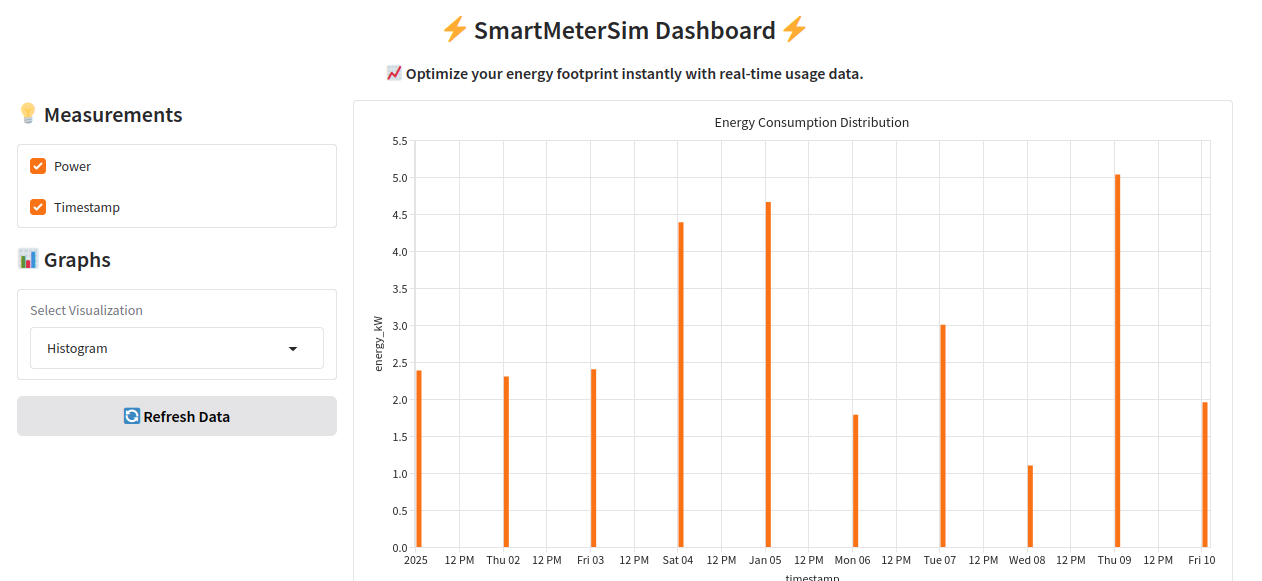 ⚡ SmartMeterSim Dashboard ⚡
📈 Optimize your energy footprint instantly with real-time usage data.
💡 Measurements
Power
Timestamp
📊 Graphs
Select Visualization
Histogram
🔄 Refresh Data
Energy Consumption Distribution
energy_kW
5.5
5.0
4.5
4.0
3.5
3.0
2.5
2.0
1.5
1.0
0.5
0.0
2025 12 PM Thu 02 12 PM Fri 03 12 PM Sat 04 12 PM Jan 05 12 PM Mon 06 12 PM Tue 07 12 PM Wed 08 12 PM Thu 09 12 PM Fri 10
timestamp